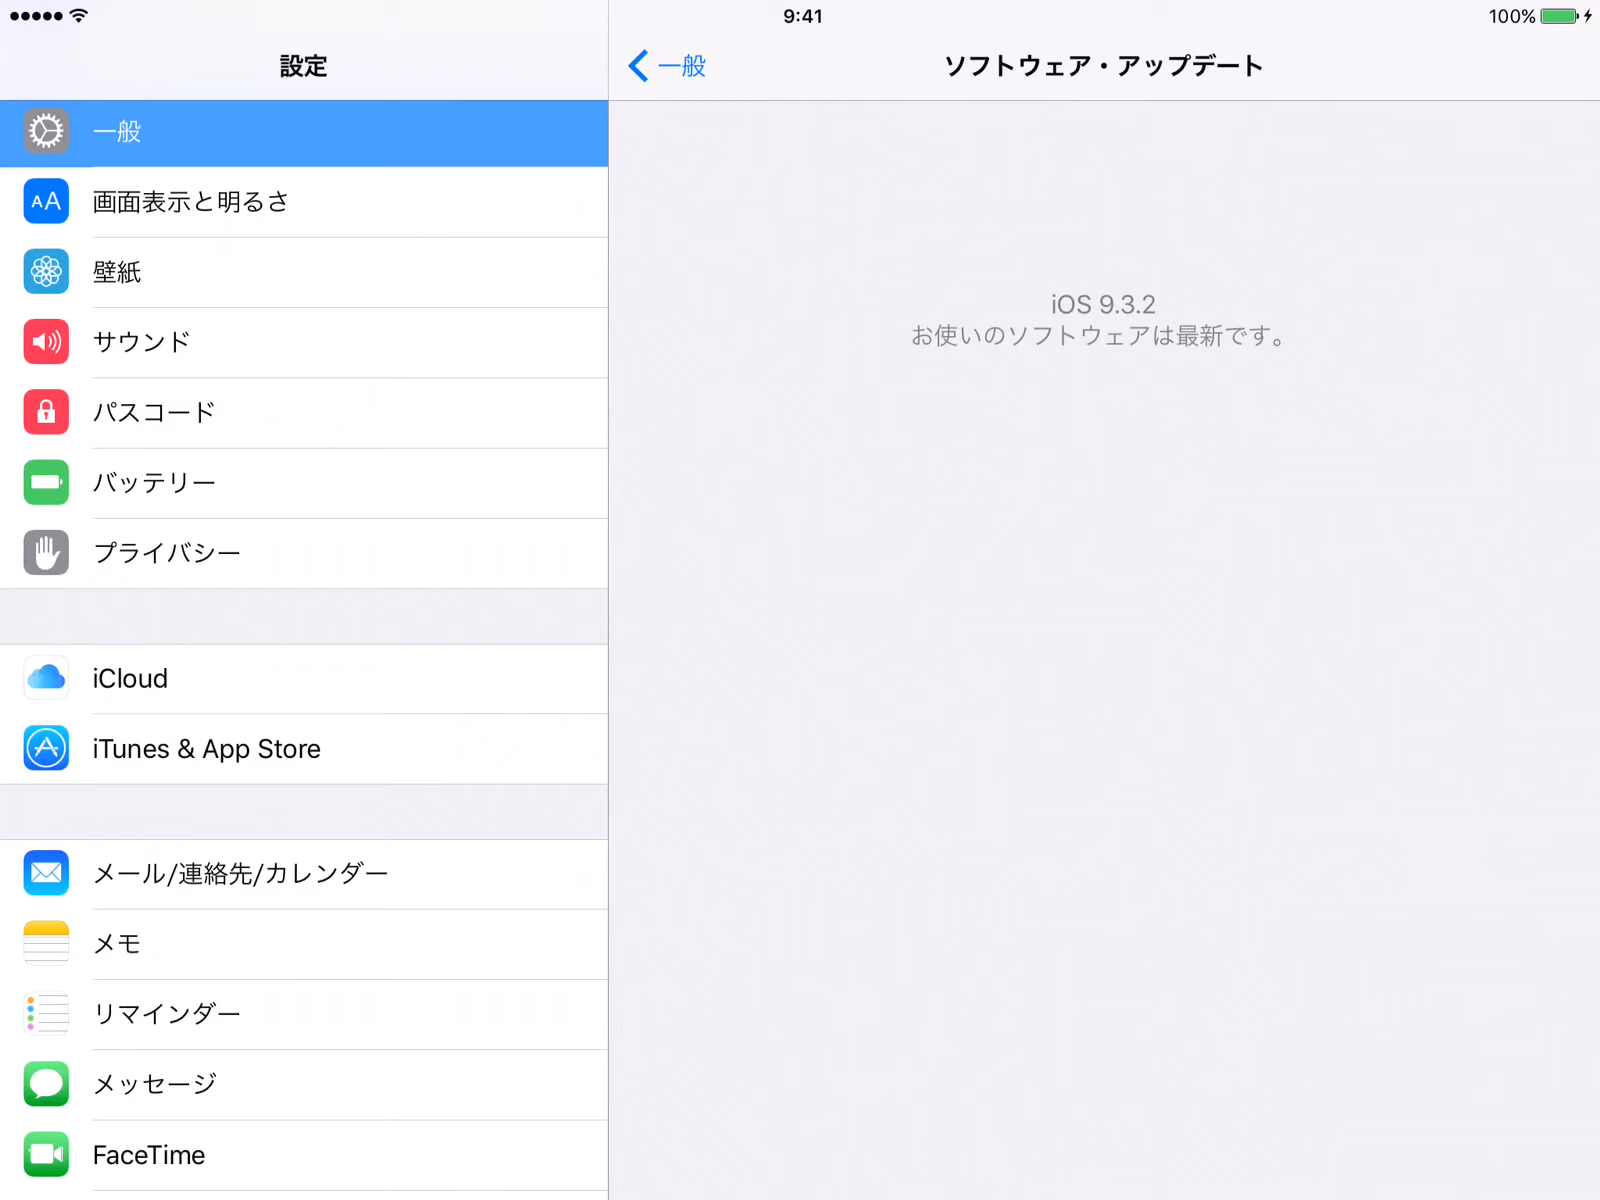 9:41
100%
設定
一般
ソフトウェア・アップデート
一般
AA
画面表示と明るさ
壁紙
サウンド
パスコード
バッテリー
プライバシー
iCloud
iTunes & App Store
メール/連絡先/カレンダー
メモ
リマインダー
メッセージ
FaceTime
iOS 9.3.2
お使いのソフトウェアは最新です。